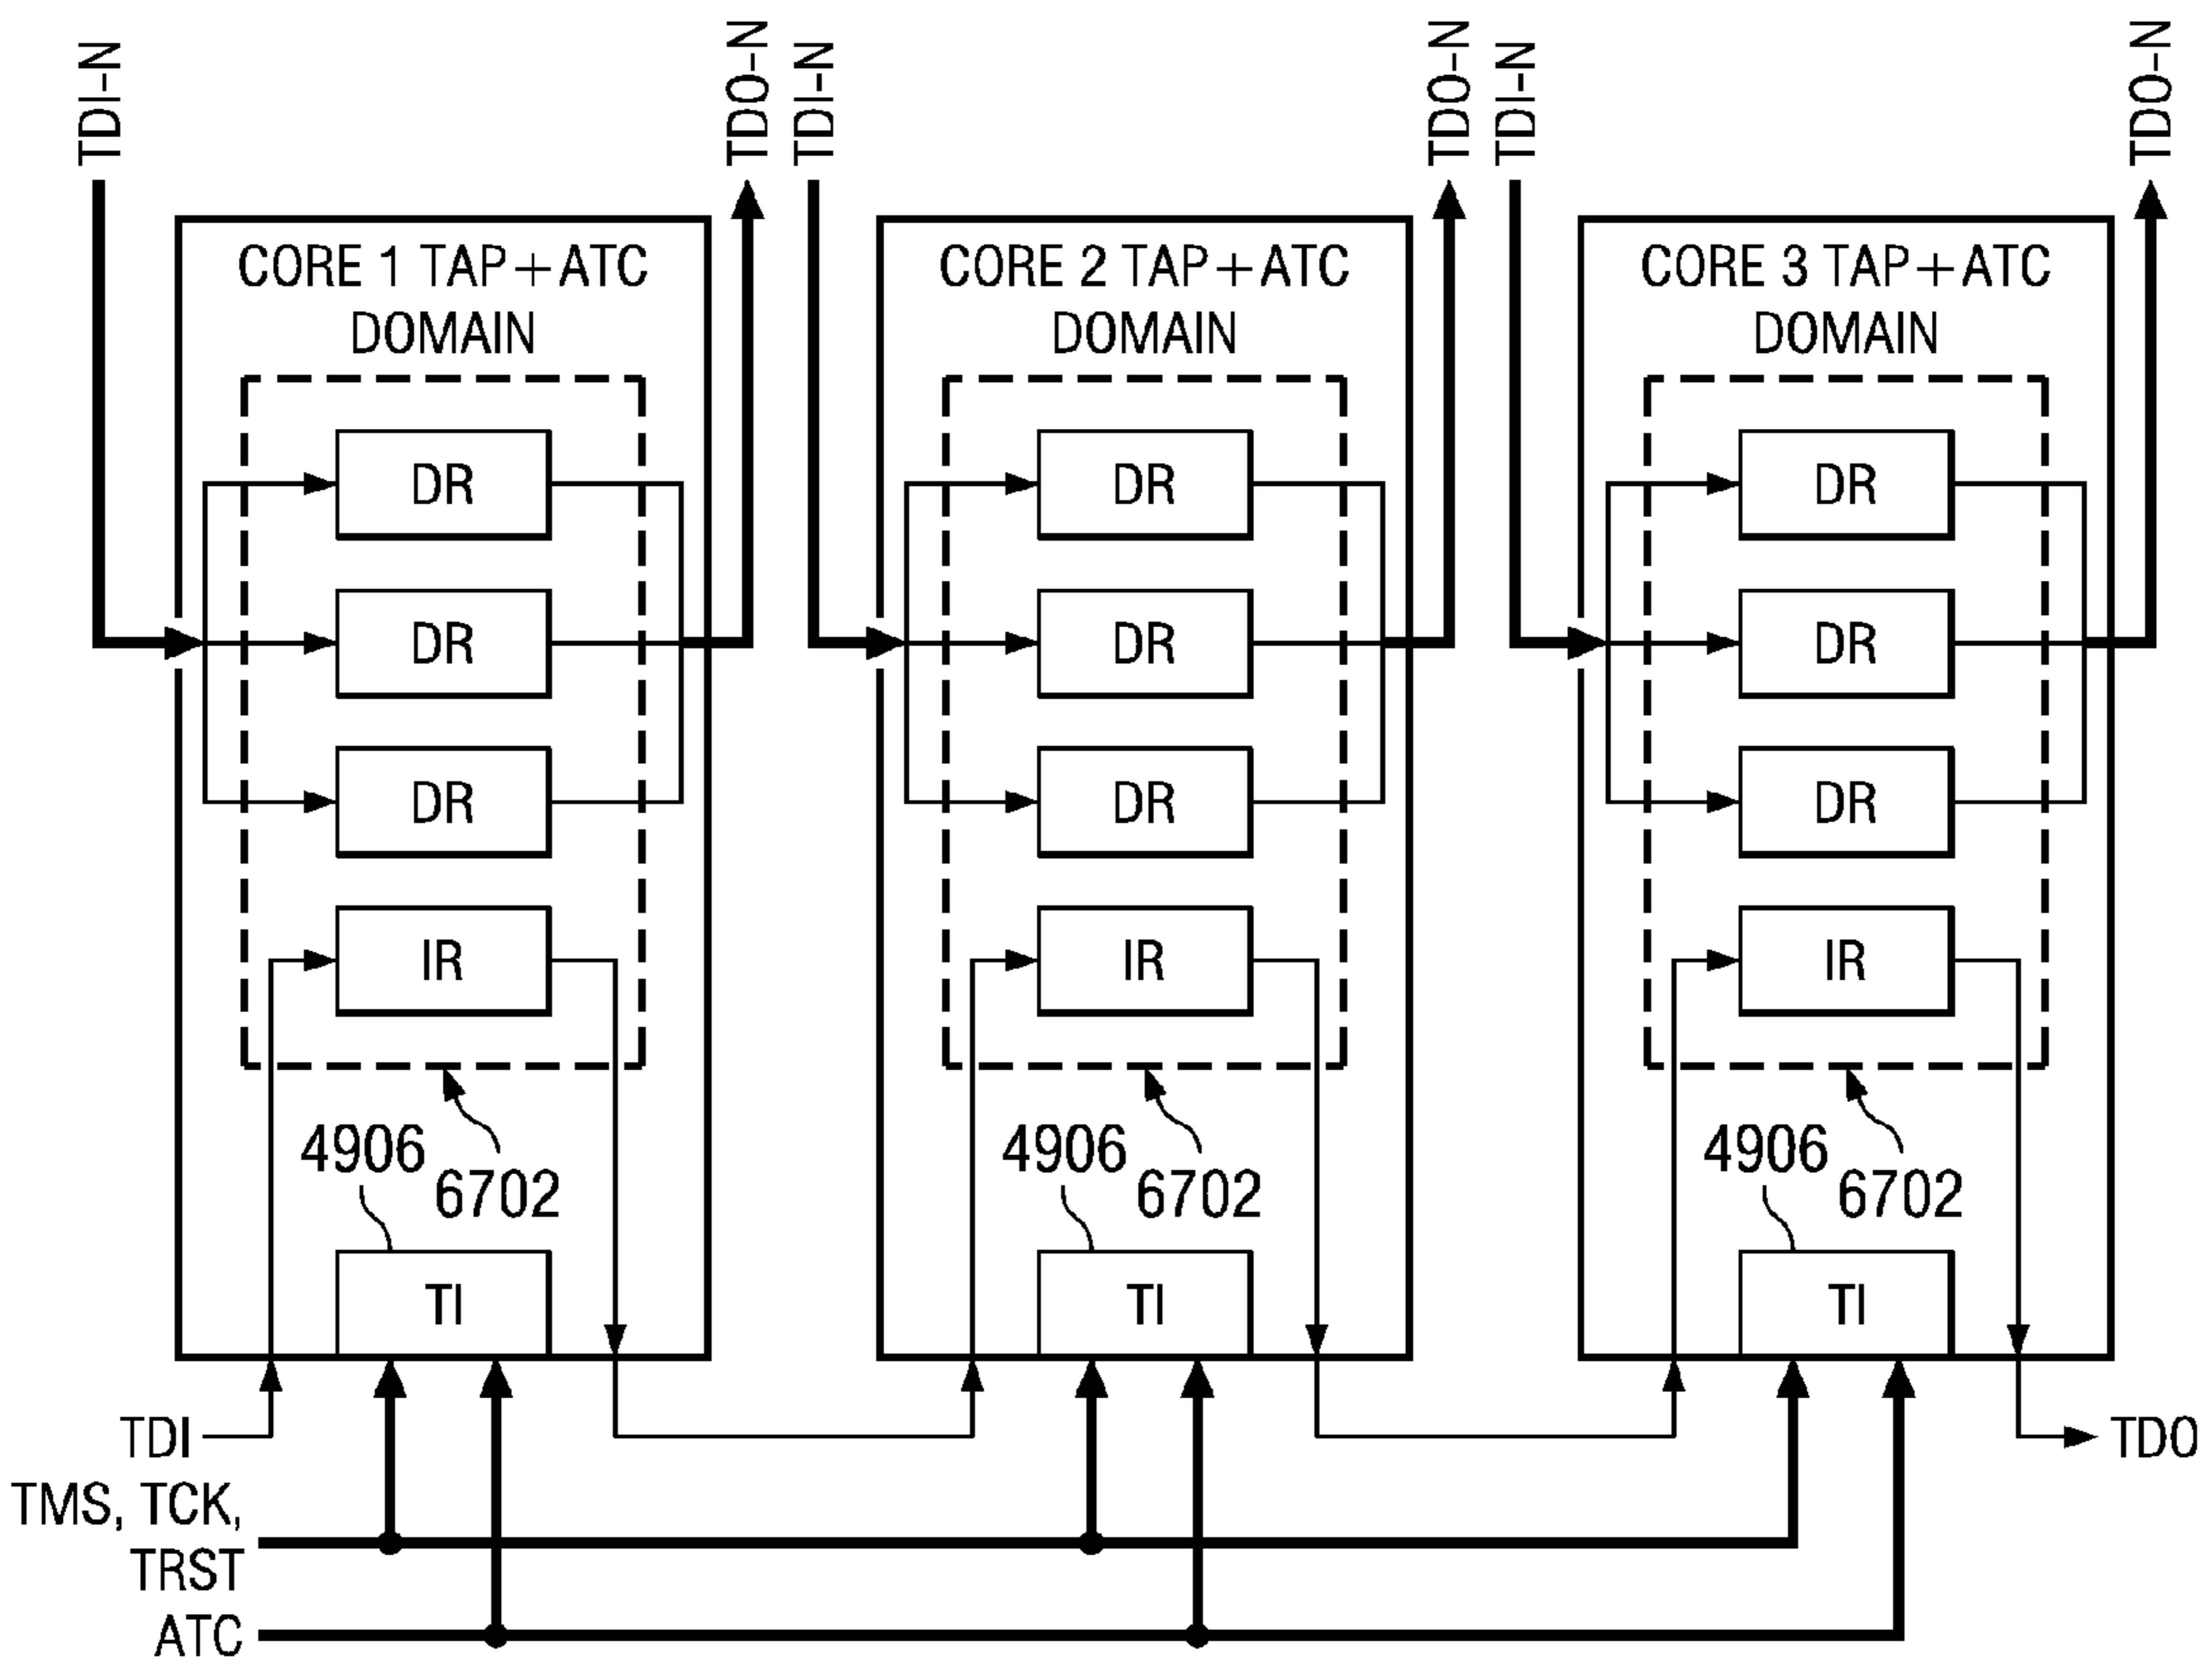 TDI-N
TDO-N
TDI-N
TDO-N
TDI-N
TDO-N
CORE 1 TAP+ATC
DOMAIN
DR
DR
DR
IR
4906
6702
TI
CORE 2 TAP+ATC
DOMAIN
DR
DR
DR
IR
4906
6702
TI
CORE 3 TAP+ATC
DOMAIN
DR
DR
DR
IR
4906
6702
TI
TDI
TDO
TMS, TCK,
TRST
ATC